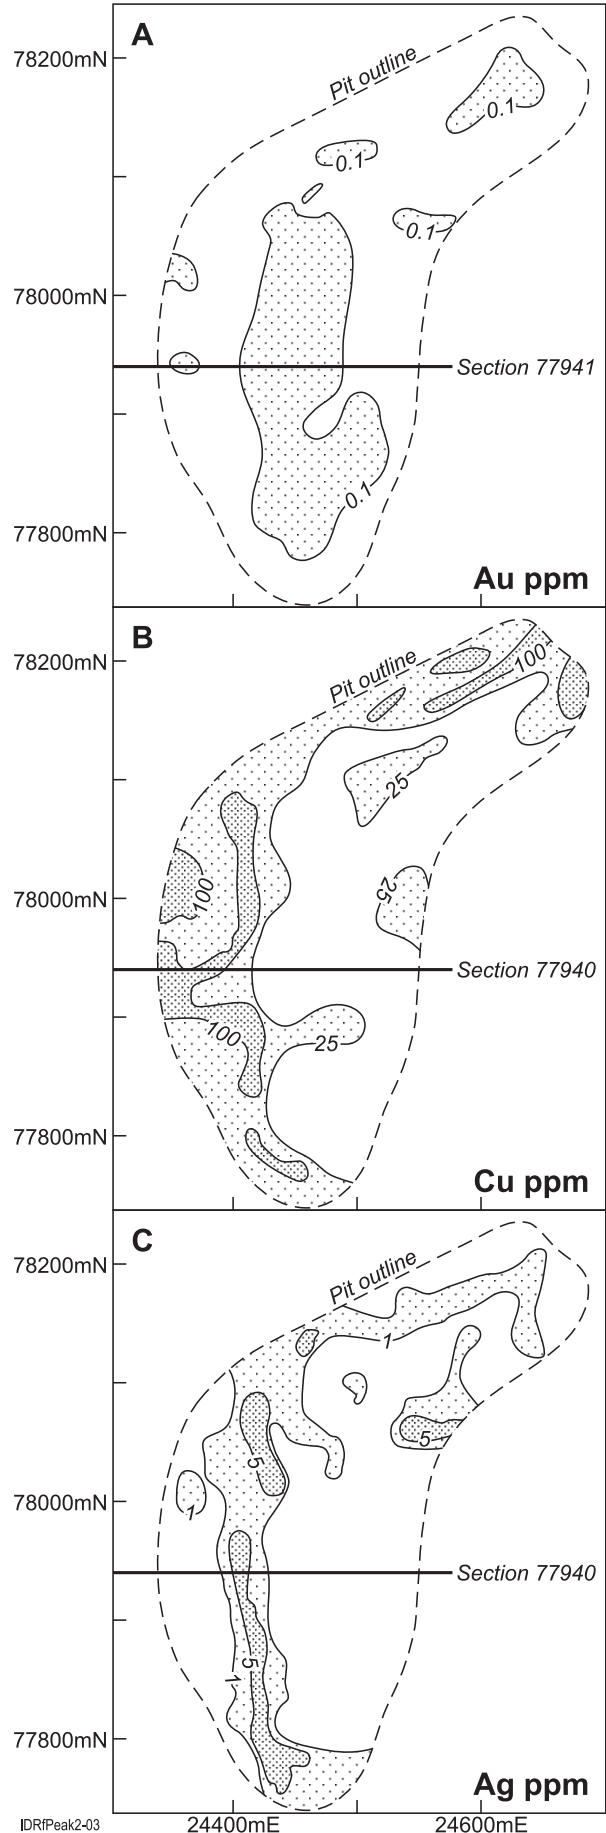 A
78200mN
Pit outline
0.1
0.1
0.1
78000mN
Section 77941
0.1
77800mN
Au ppm
B
78200mN
Pit outline
100
25
100
25
78000mN
Section 77940
100
25
77800mN
Cu ppm
C
78200mN
Pit outline
1
5
5
1
78000mN
Section 77940
5
1
77800mN
Ag ppm
IDRfPeak2-03
24400mE
24600mE